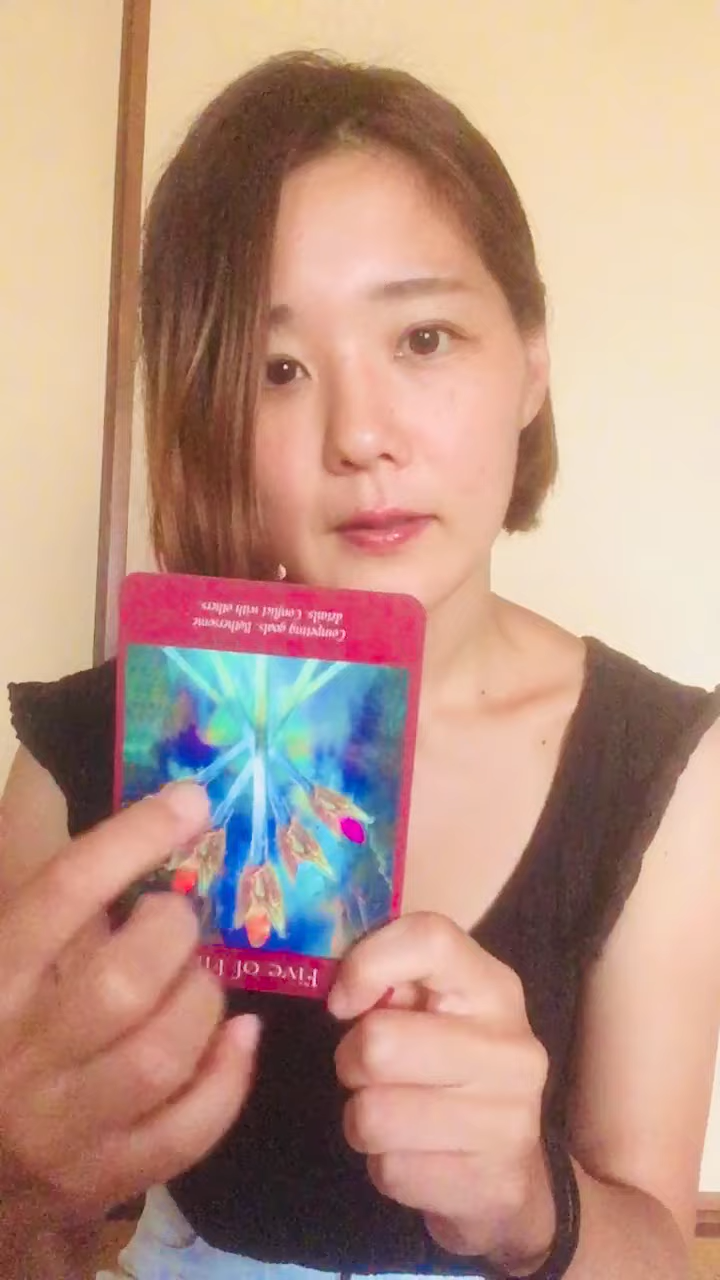 Five of
Competing goals. Bothersome
details. Conflict with others.